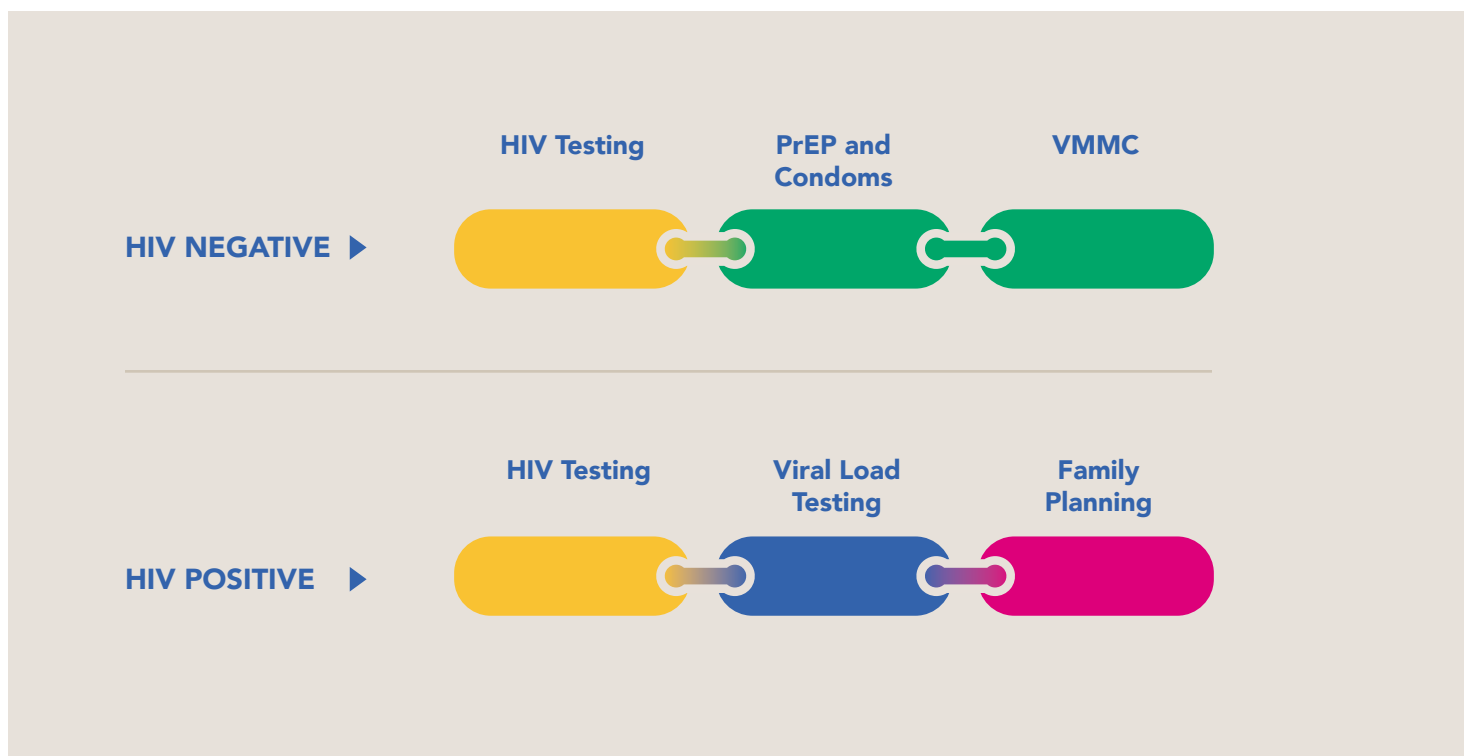 HIV Testing
PrEP and
Condoms
VMMC
HIV NEGATIVE
HIV Testing
Viral Load
Testing
Family
Planning
HIV POSITIVE